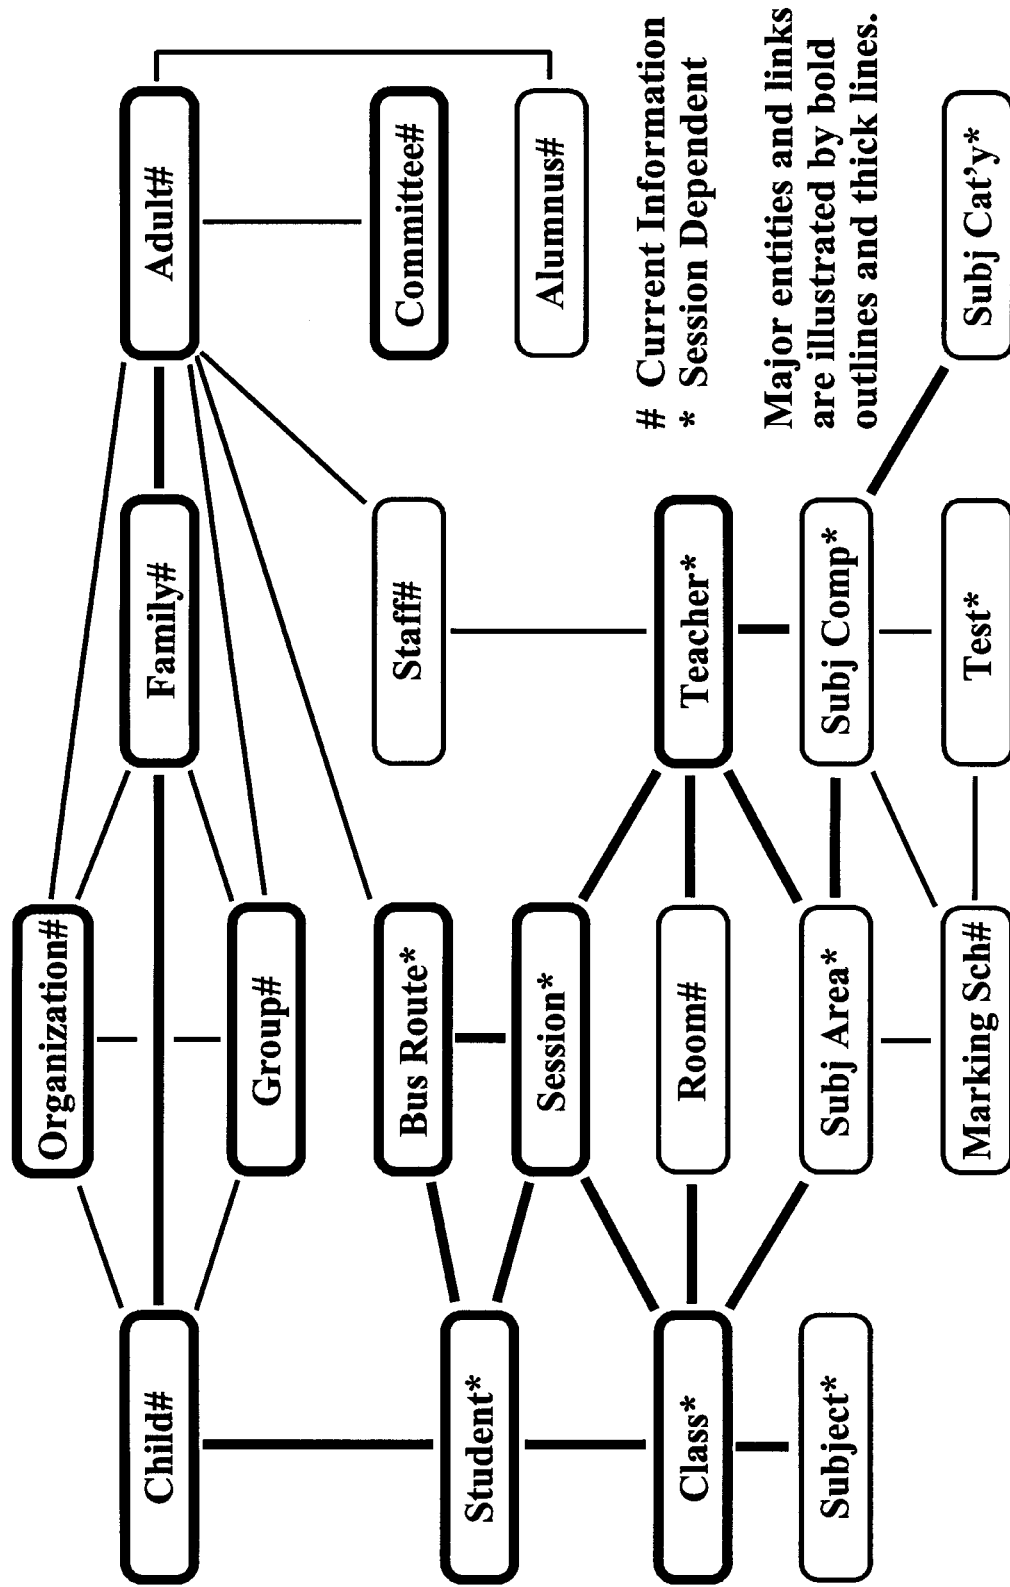 Organization#
Child#
Family#
Adult#
Group#
Bus Route*
Staff#
Committee#
Student*
Session*
Alumnus#
Class*
Room#
Teacher*
# Current Information
* Session Dependent
Subject*
Subj Area*
Subj Comp*
Major entities and links
are illustrated by bold
outlines and thick lines.
Marking Sch#
Test*
Subj Cat'y*